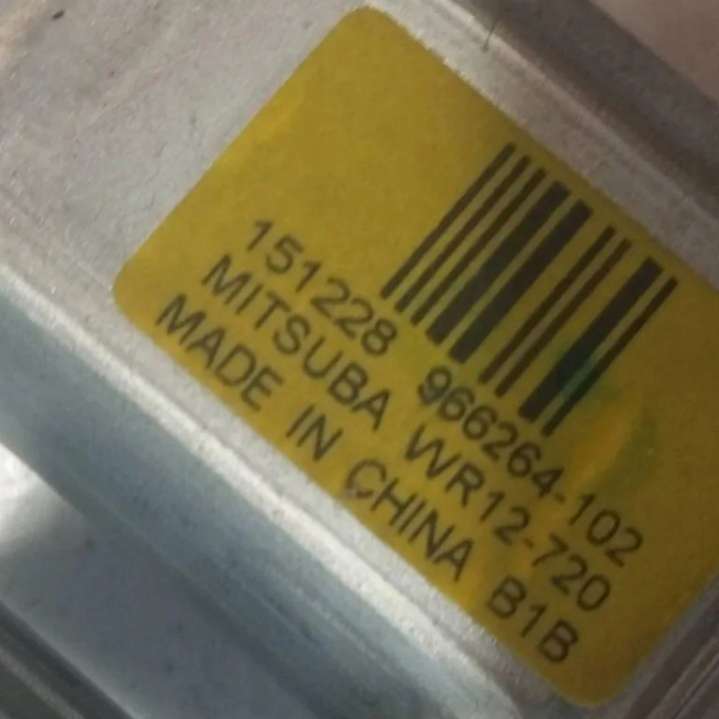 151228 966264-102
MITSUBA WR12-720
MADE IN CHINA B1B